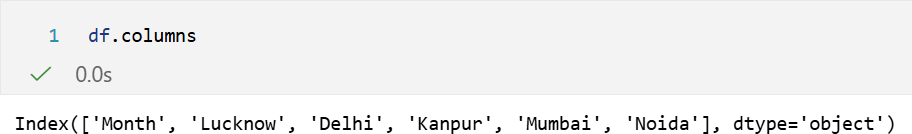 1 df.columns
0.0s
Index(['Month', 'Lucknow', 'Delhi', 'Kanpur', 'Mumbai', 'Noida'], dtype='object')